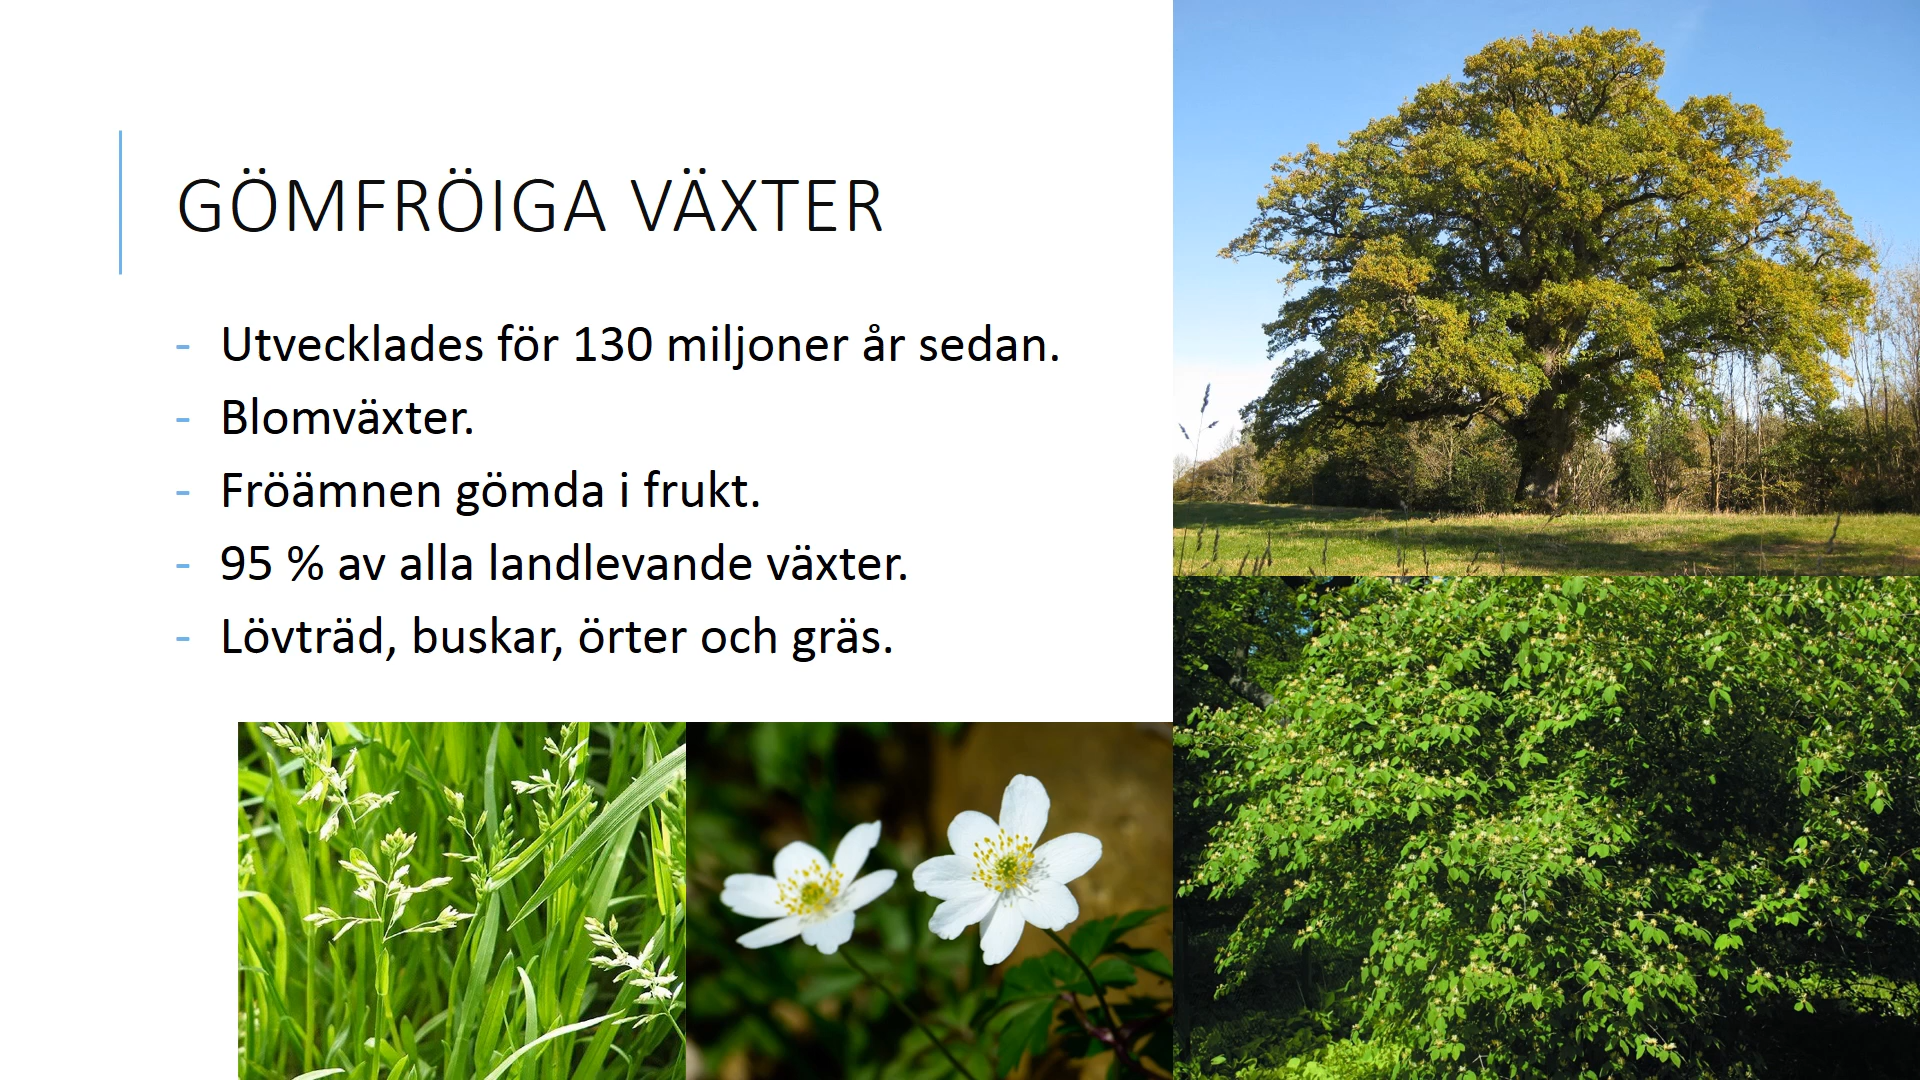 GÖMFRÖIGA VÄXTER
- Utvecklades för 130 miljoner år sedan.
- Blomväxter.
- Fröämnen gömda i frukt.
- 95 % av alla landlevande växter.
- Lövträd, buskar, örter och gräs.